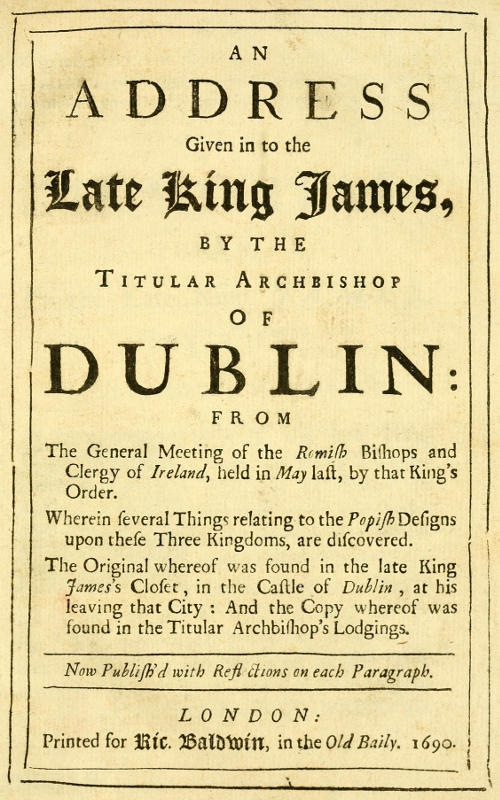 AN
ADDRESS
Given in to the
Late King James,
BY THE
TITULAR ARCHBISHOP
OF
DUBLIN:
FROM
The General Meeting of the Romiſh Biſhops and
Clergy of Ireland, held in May laſt, by that King's
Order.
Wherein ſeveral Things relating to the Popiſh Deſigns
upon theſe Three Kingdoms, are diſcovered.
The Original whereof was found in the late King
James's Cloſet, in the Caſtle of Dublin, at his
leaving that City: And the Copy whereof was
found in the Titular Archbiſhop's Lodgings.
Now Publiſh'd with Refl ctions on each Paragraph.
LONDON:
Printed for Ric. Baldwin, in the Old Baily. 1690.